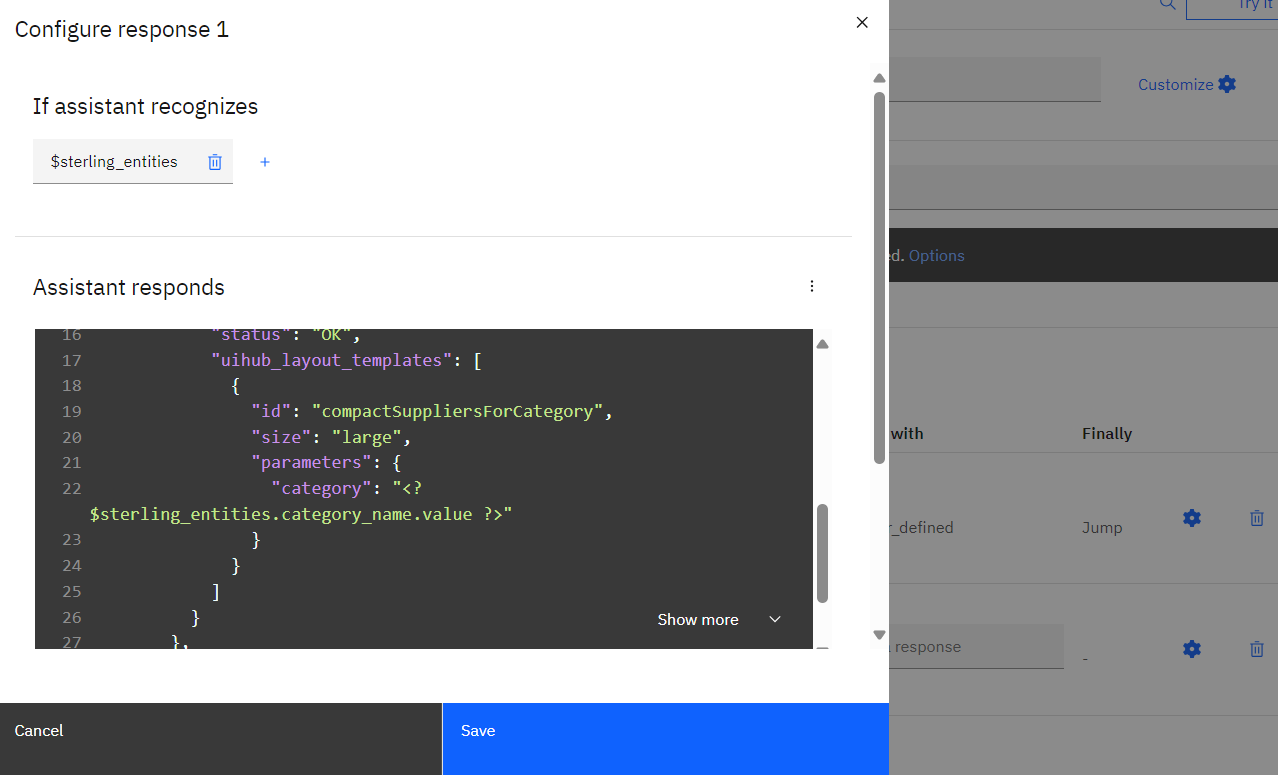 Configure response 1
Try it
Customize
If assistant recognizes
$sterling_entities
ed. Options
Assistant responds
16 "status": "OK",
17 "uihub_layout_templates": [
18 {
19 "id": "compactSuppliersForCategory",
20 "size": "large",
21 "parameters": {
22 "category": "<?
$sterling_entities.category_name.value ?>"
23 }
24 }
25 ]
26 }
27 },
Show more
with
Finally
r_defined
Jump
response
-
Cancel
Save